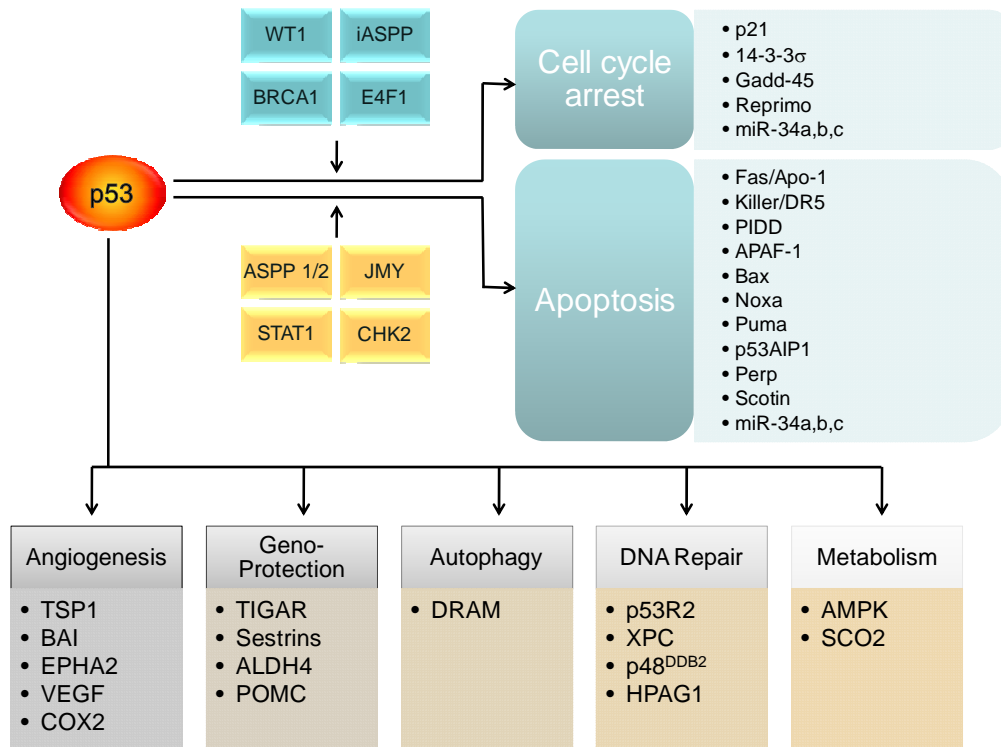 WT1
iASPP
BRCA1
E4F1
Cell cycle
arrest
• p21
• 14-3-3σ
• Gadd-45
• Reprimo
• miR-34a,b,c
p53
ASPP 1/2
JMY
STAT1
CHK2
Apoptosis
• Fas/Apo-1
• Killer/DR5
• PIDD
• APAF-1
• Bax
• Noxa
• Puma
• p53AIP1
• Perp
• Scotin
• miR-34a,b,c
Angiogenesis
• TSP1
• BAI
• EPHA2
• VEGF
• COX2
Geno-
Protection
• TIGAR
• Sestrins
• ALDH4
• POMC
Autophagy
• DRAM
DNA Repair
• p53R2
• XPC
• p48DDB2
• HPAG1
Metabolism
• AMPK
• SCO2